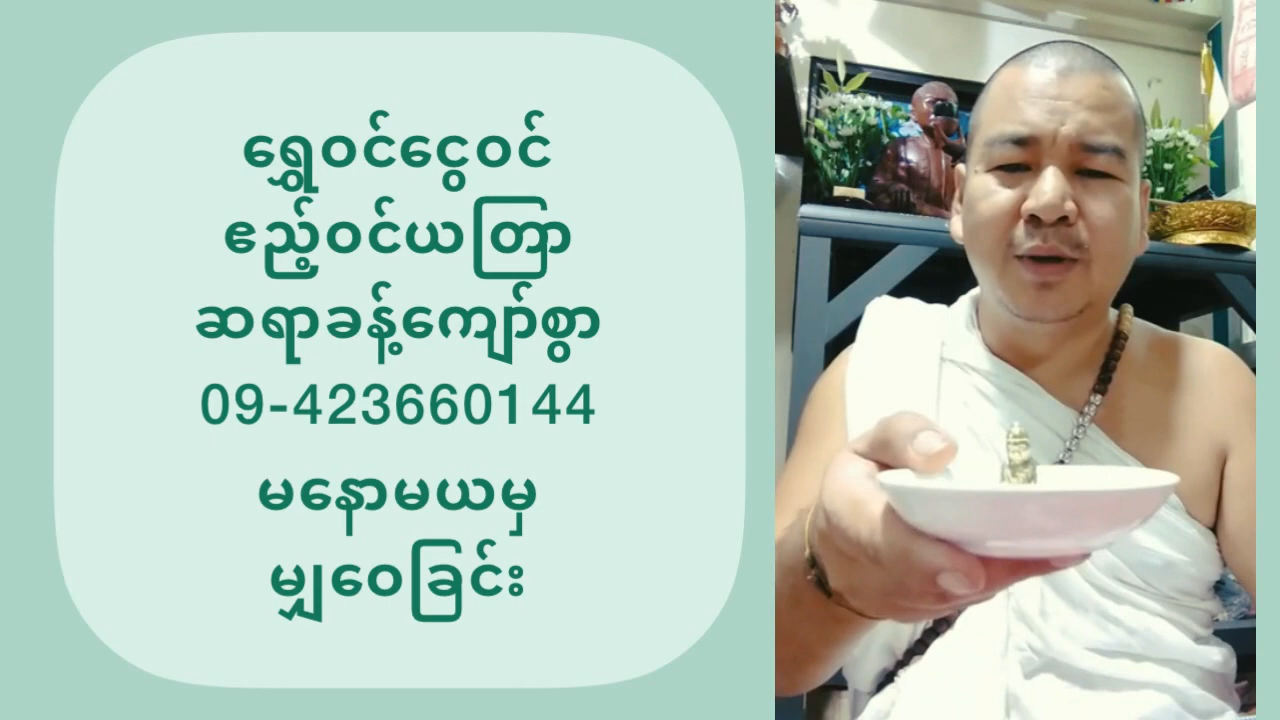 ရွှေဝင်ငွေဝင်
ဧည့်ဝင်ယတြာ
ဆရာခန့်ကျော်စွာ
09-423660144
မနောမယမှ
မျှဝေခြင်း